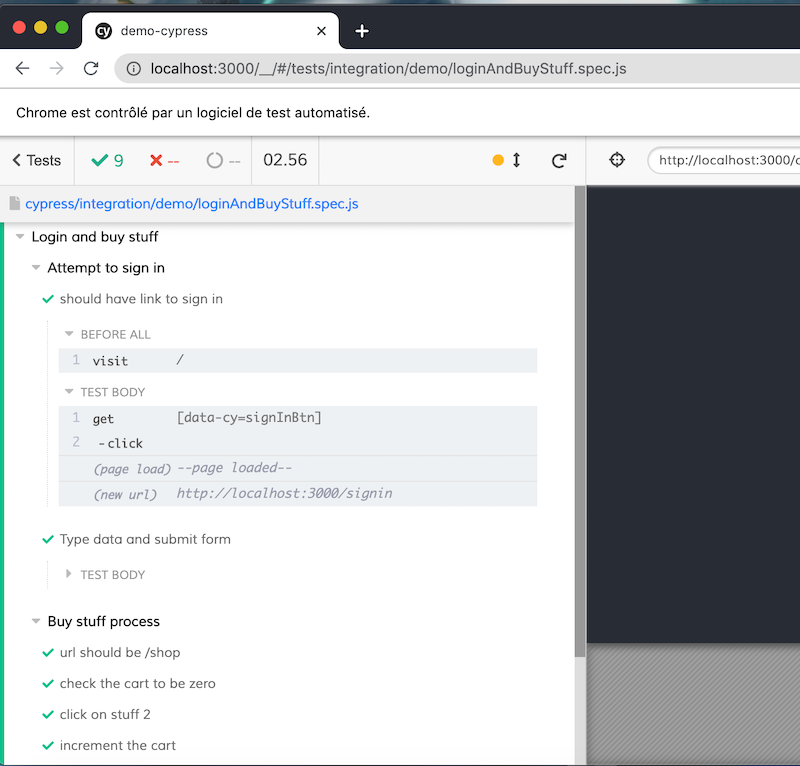 cy demo-cypress
localhost:3000/__/#/tests/integration/demo/loginAndBuyStuff.spec.js
Chrome est contrôlé par un logiciel de test automatisé.
Tests 9 -- -- 02.56 http://localhost:3000/
cypress/integration/demo/loginAndBuyStuff.spec.js
Login and buy stuff
Attempt to sign in
should have link to sign in
BEFORE ALL
1 visit /
TEST BODY
1 get [data-cy=signInBtn]
2 -click
(page load) --page loaded--
(new url) http://localhost:3000/signin
Type data and submit form
TEST BODY
Buy stuff process
url should be /shop
check the cart to be zero
click on stuff 2
increment the cart